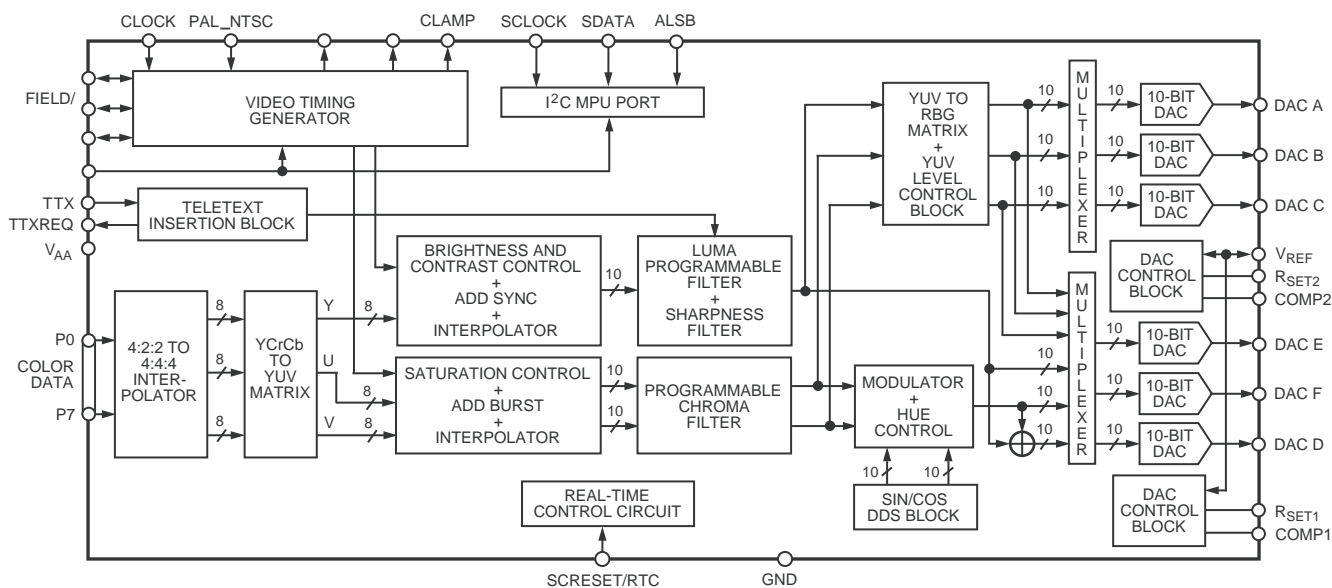 CLOCK PAL_NTSC CLAMP SCLOCK SDATA ALSB
FIELD/
VIDEO TIMING
GENERATOR
I2C MPU PORT
YUV TO
RBG
MATRIX
+
YUV
LEVEL
CONTROL
BLOCK
10
10
10
MULTIPLEXER
10
10
10
10-BIT
DAC
10-BIT
DAC
10-BIT
DAC
DAC A
DAC B
DAC C
TTX
TTXREQ
VAA
TELETEXT
INSERTION BLOCK
BRIGHTNESS AND
CONTRAST CONTROL
+
ADD SYNC
+
INTERPOLATOR
10
LUMA
PROGRAMMABLE
FILTER
+
SHARPNESS
FILTER
DAC
CONTROL
BLOCK
VREF
RSET2
COMP2
P0
COLOR
DATA
P7
4:2:2 TO
4:4:4
INTER-
POLATOR
8
8
8
YCrCb
TO
YUV
MATRIX
Y
U
V
8
8
8
SATURATION CONTROL
+
ADD BURST
+
INTERPOLATOR
10
10
PROGRAMMABLE
CHROMA
FILTER
MODULATOR
+
HUE
CONTROL
10
10
10
MULTIPLEXER
10
10
10
10-BIT
DAC
10-BIT
DAC
10-BIT
DAC
DAC E
DAC F
DAC D
10
10
SIN/COS
DDS BLOCK
REAL-TIME
CONTROL CIRCUIT
DAC
CONTROL
BLOCK
RSET1
COMP1
SCRESET/RTC
GND